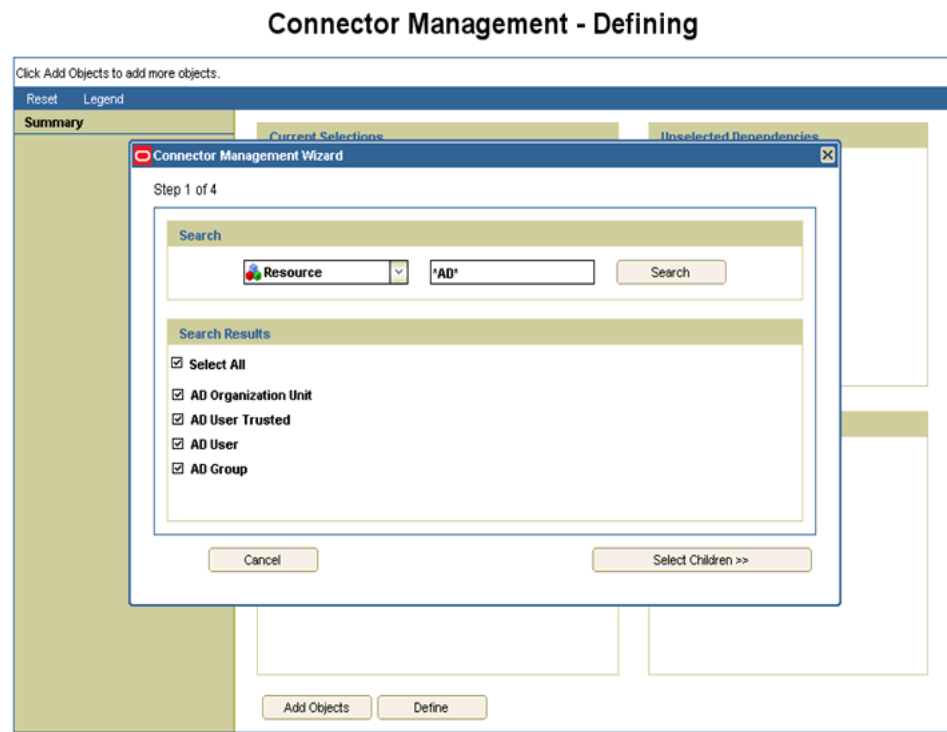 Connector Management - Defining
Click Add Objects to add more objects.
Reset Legend
Summary
Current Selections Unselected Dependencies
Connector Management Wizard
Step 1 of 4
Search
Resource *AD* Search
Search Results
Select All
AD Organization Unit
AD User Trusted
AD User
AD Group
Cancel Select Children >>
Add Objects Define